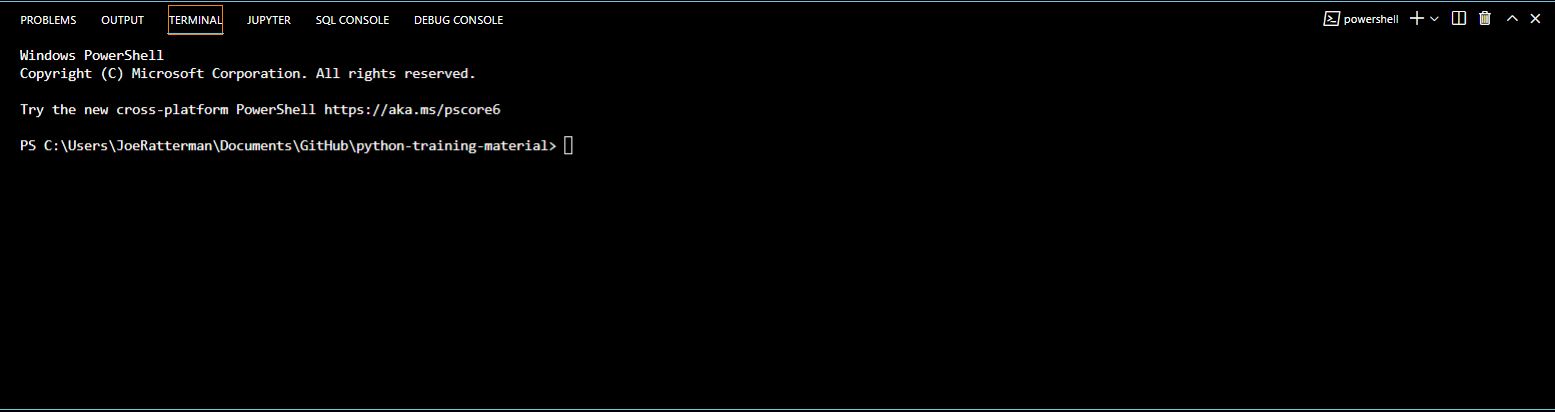 PROBLEMS OUTPUT TERMINAL JUPYTER SQL CONSOLE DEBUG CONSOLE powershell
Windows PowerShell
Copyright (C) Microsoft Corporation. All rights reserved.
Try the new cross-platform PowerShell https://aka.ms/pscore6
PS C:\Users\JoeRatterman\Documents\GitHub\python-training-material>